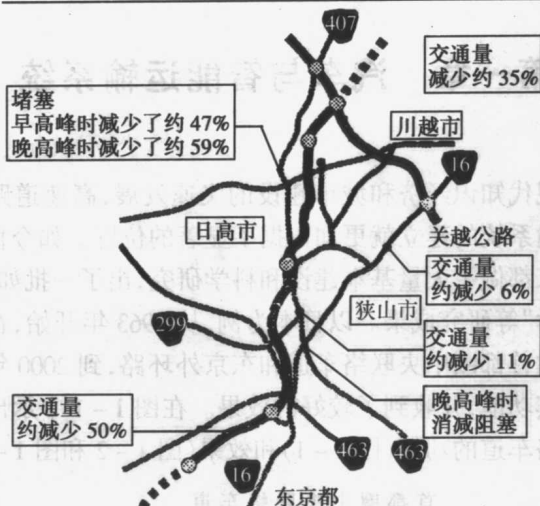 407
交通量
减少约 35%
堵塞
早高峰时减少了约 47%
晚高峰时减少了约 59%
川越市
16
关越公路
日高市
交通量
约减少 6%
狭山市
299
交通量
约减少 11%
交通量
约减少 50%
晚高峰时
消减阻塞
463
463
16
东京都